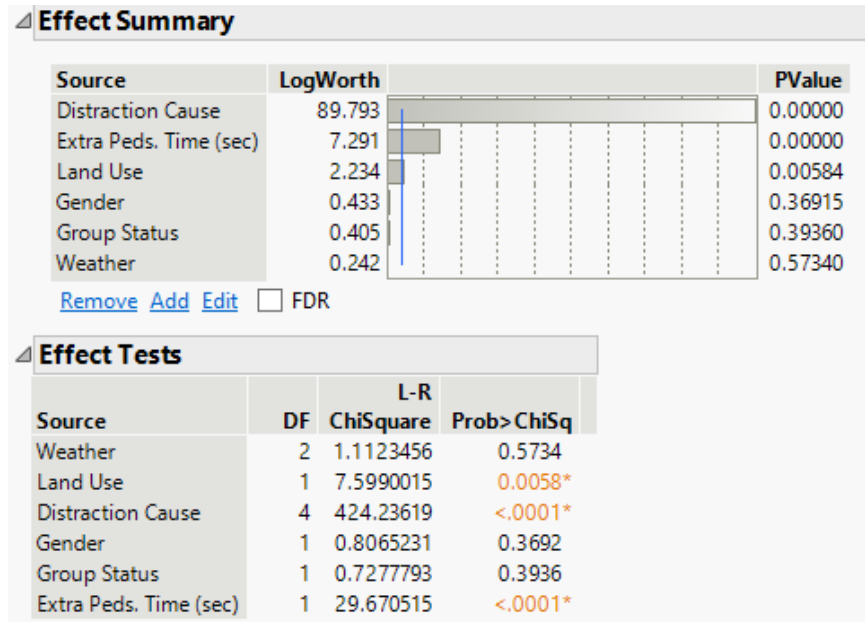 Effect Summary
Source LogWorth PValue
Distraction Cause 89.793 0.00000
Extra Peds. Time (sec) 7.291 0.00000
Land Use 2.234 0.00584
Gender 0.433 0.36915
Group Status 0.405 0.39360
Weather 0.242 0.57340
Remove Add Edit FDR
Effect Tests
L-R
Source DF ChiSquare Prob>ChiSq
Weather 2 1.1123456 0.5734
Land Use 1 7.5990015 0.0058*
Distraction Cause 4 424.23619 <.0001*
Gender 1 0.8065231 0.3692
Group Status 1 0.7277793 0.3936
Extra Peds. Time (sec) 1 29.670515 <.0001*